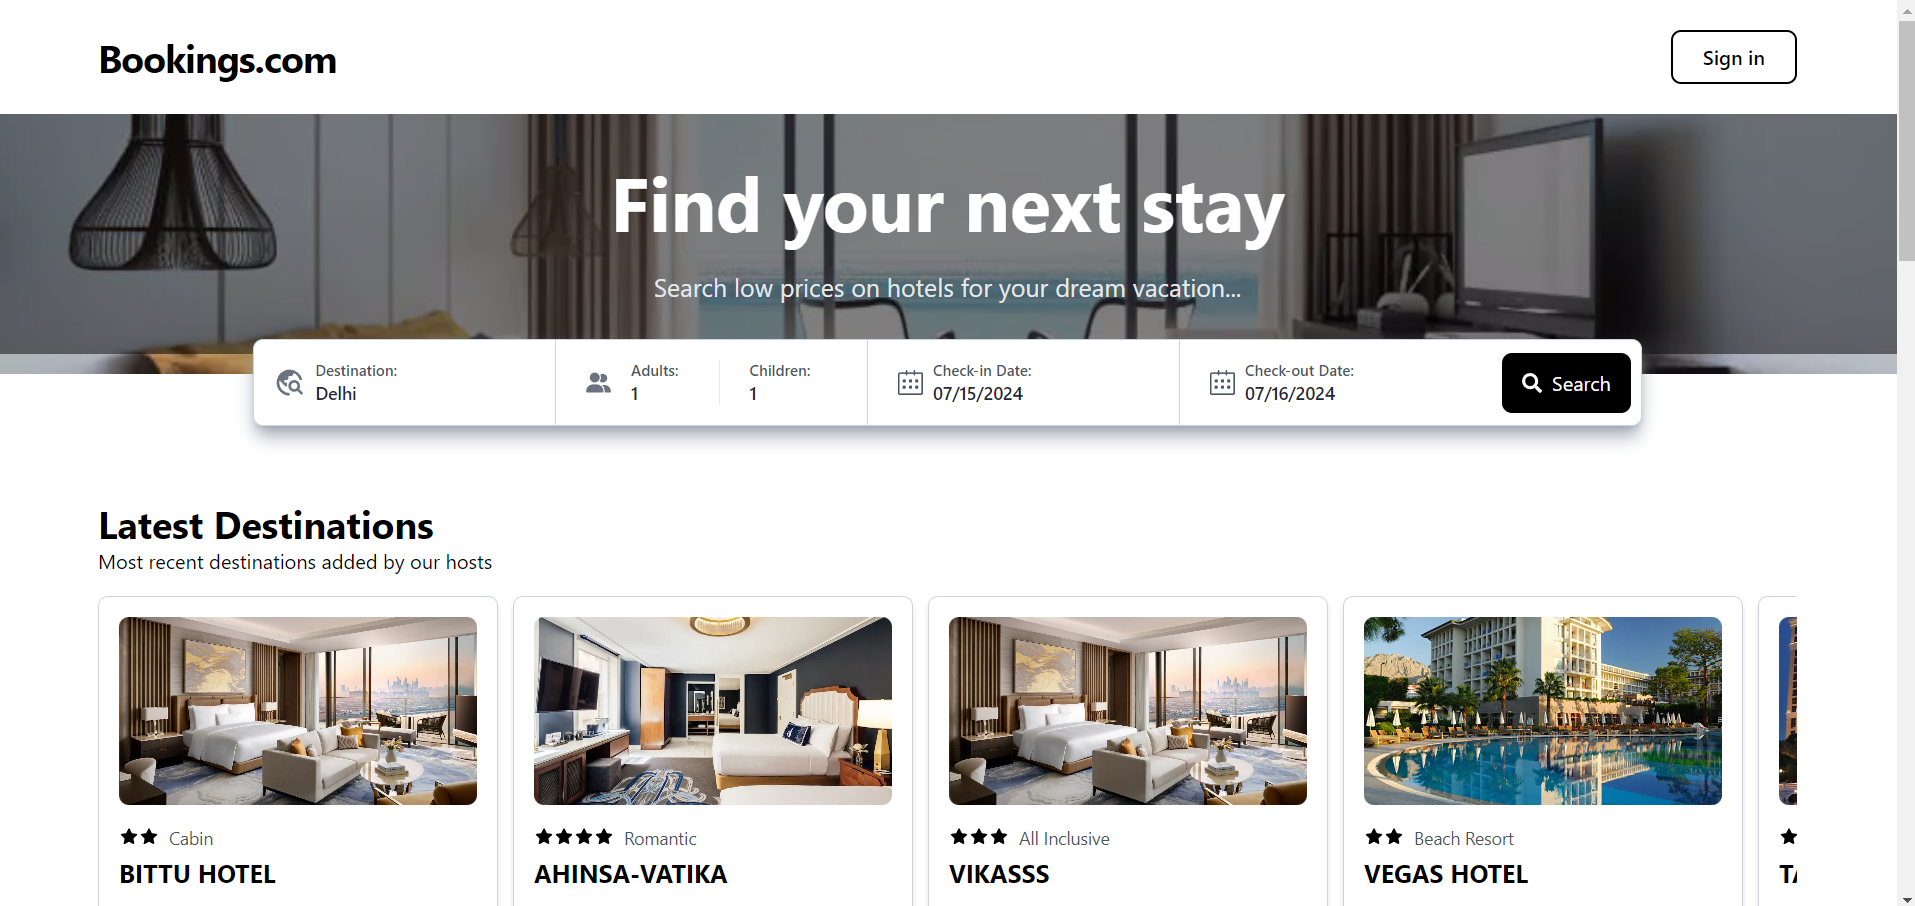 Bookings.com
Sign in
Find your next stay
Search low prices on hotels for your dream vacation...
Destination:
Delhi
Adults:
1
Children:
1
Check-in Date:
07/15/2024
Check-out Date:
07/16/2024
Search
Latest Destinations
Most recent destinations added by our hosts
Cabin
BITTU HOTEL
Romantic
AHINSA-VATIKA
All Inclusive
VIKASSS
Beach Resort
VEGAS HOTEL